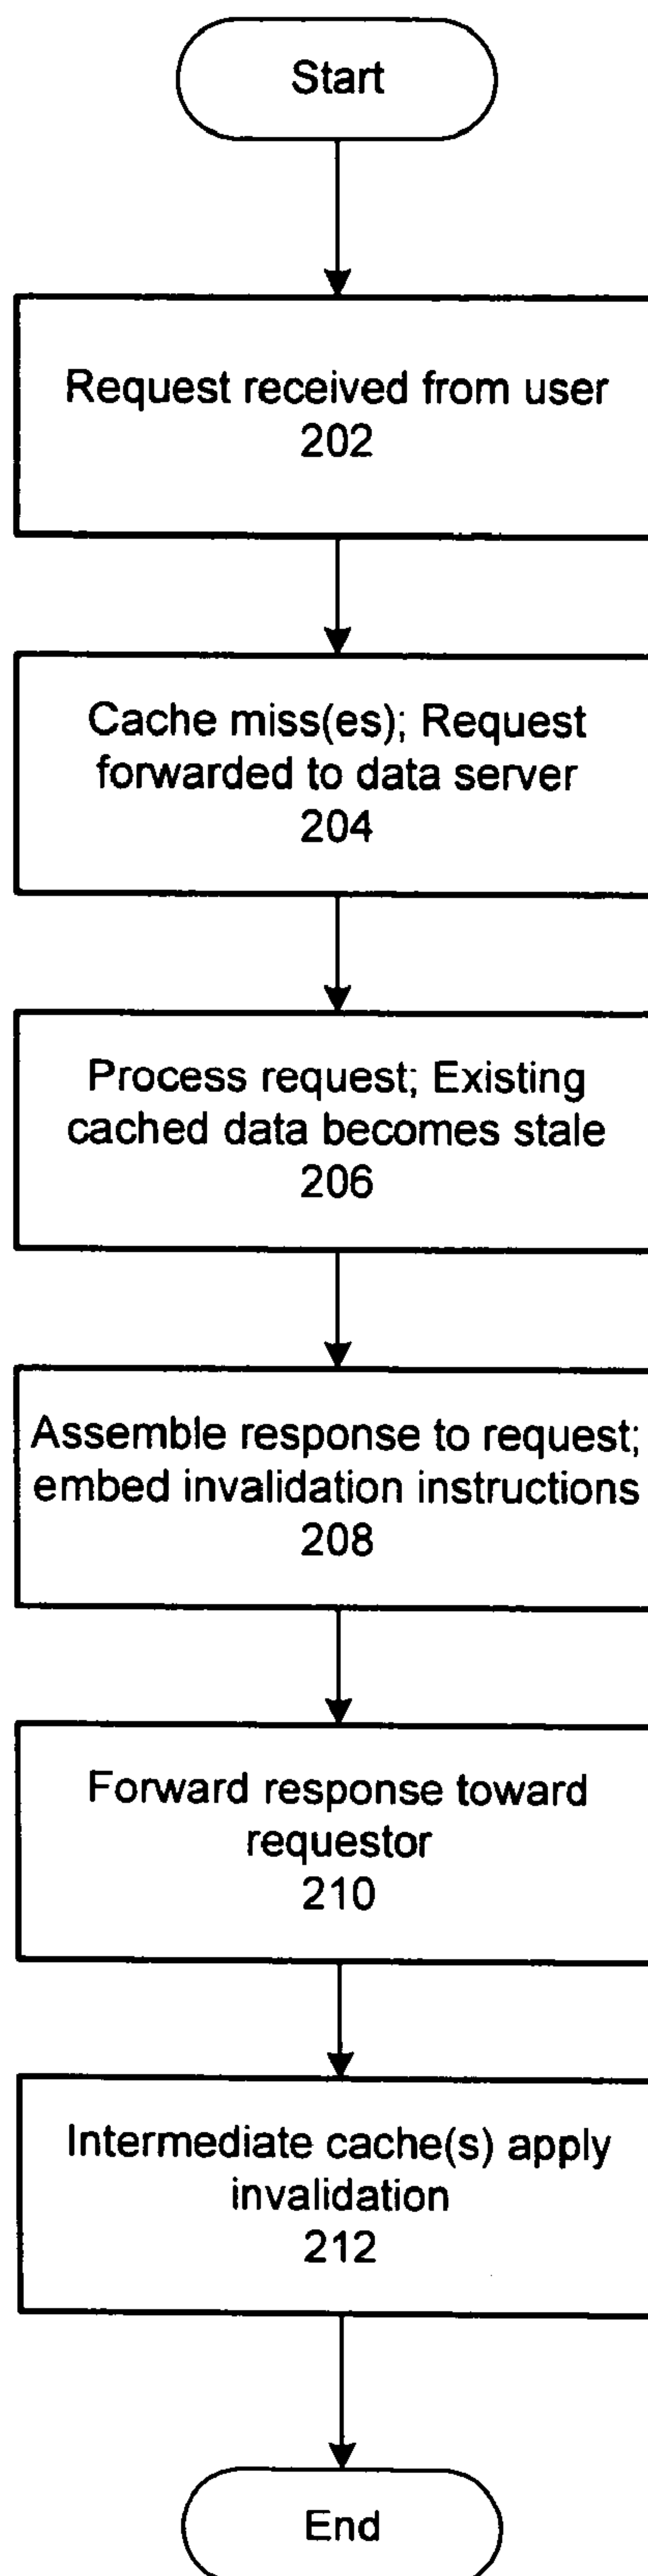 Start
Request received from user
202
Cache miss(es); Request
forwarded to data server
204
Process request; Existing
cached data becomes stale
206
Assemble response to request;
embed invalidation instructions
208
Forward response toward
requestor
210
Intermediate cache(s) apply
invalidation
212
End